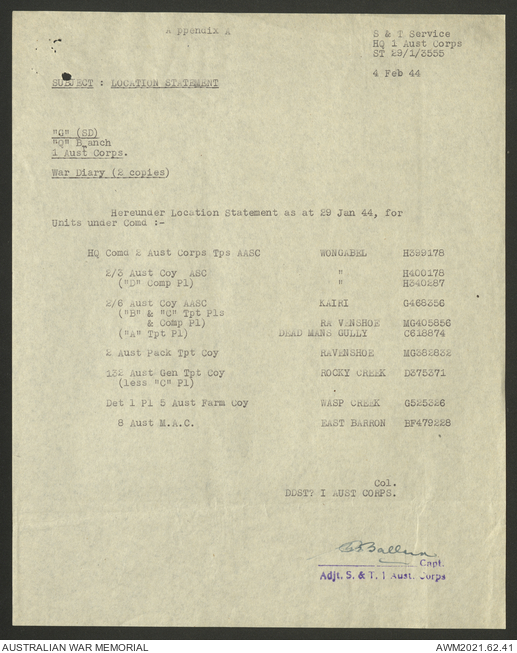 Appendix A
S & T Service
HQ 1 Aust Corps
ST 29/1/3555
4 Feb 44
SUBJECT : LOCATION STATEMENT
"G" (SD)
"Q" Branch
1 Aust Corps.
War Diary (2 copies)
Hereunder Location Statement as at 29 Jan 44, for
Units under Comd :-
HQ Comd 2 Aust Corps Tps AASC WONGABEL H399178
2/3 Aust Coy ASC " H400178
("D" Comp Pl) " H340287
2/6 Aust Coy AASC KAIRI G468356
("B" & "C" Tpt Pls
& Comp Pl) RAVENSHOE MG405856
("A" Tpt Pl) DEAD MANS GULLY C618874
2 Aust Pack Tpt Coy RAVENSHOE MG382832
132 Aust Gen Tpt Coy ROCKY CREEK D375371
(less "C" Pl)
Det 1 Pl 5 Aust Farm Coy WASP CREEK G525326
8 Aust M.A.C. EAST BARRON BF479228
Col.
DDST? I AUST CORPS.
Capt.
Adjt. S. & T. 1 Aust. Corps
AUSTRALIAN WAR MEMORIAL
AWM2021.62.41